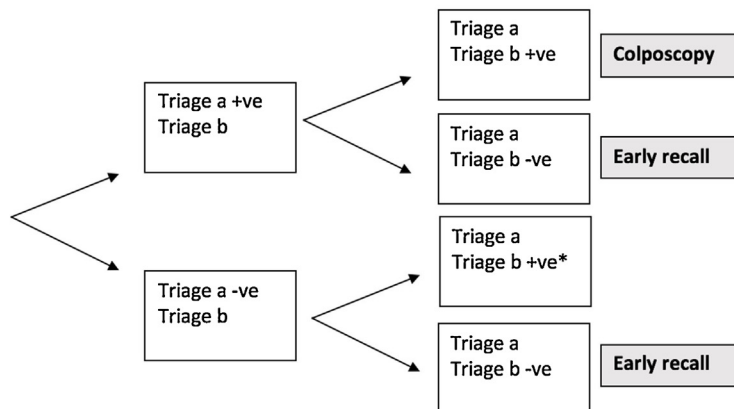 Triage a
Triage b +ve
Colposcopy
Triage a +ve
Triage b
Triage a
Triage b -ve
Early recall
Triage a
Triage b +ve*
Triage a -ve
Triage b
Triage a
Triage b -ve
Early recall